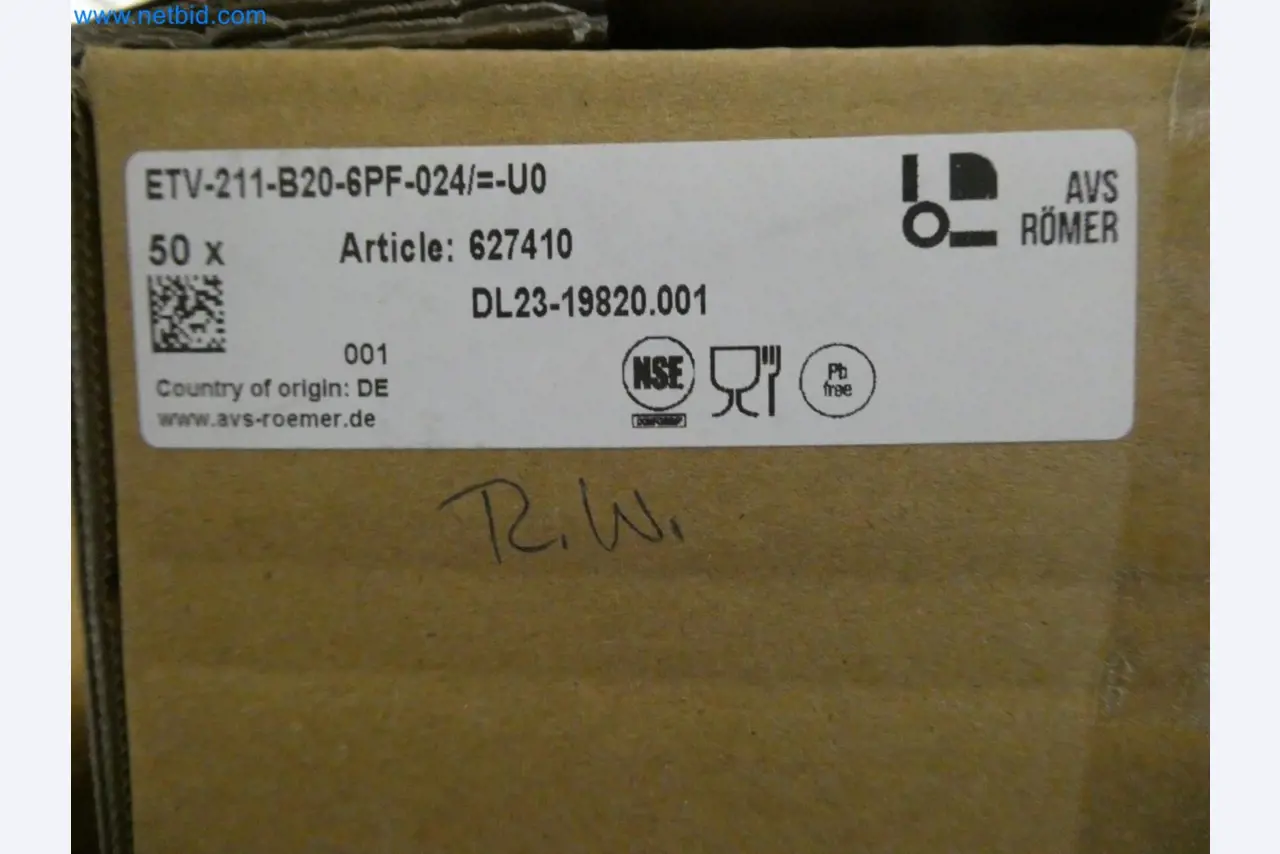 www.netbid.com
ETV-211-B20-6PF-024/=-U0
50 x
Article: 627410
AVS
RÖMER
DL23-19820.001
001
Country of origin: DE
www.avs-roemer.de
NSF
Pb
free
R.W.